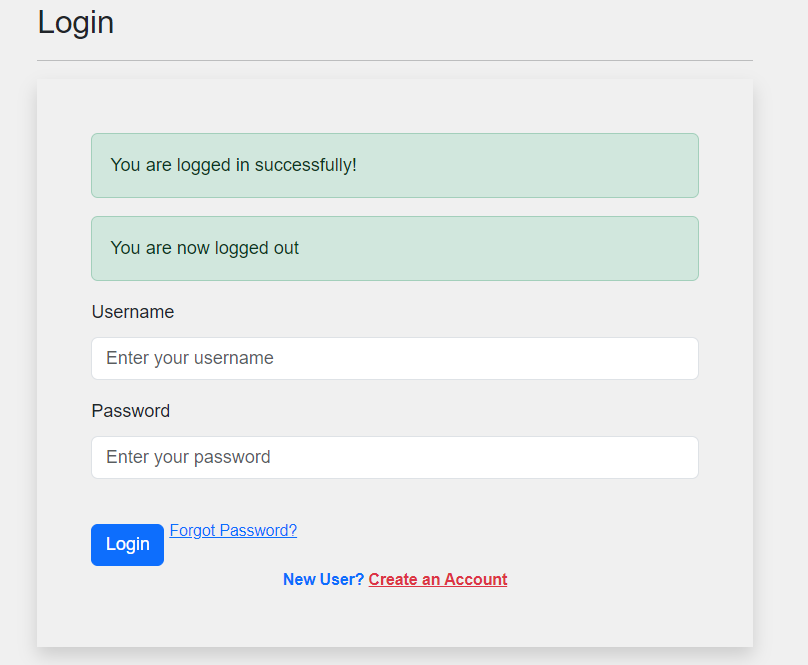 Login
You are logged in successfully!
You are now logged out
Username
Enter your username
Password
Enter your password
Login Forgot Password?
New User? Create an Account